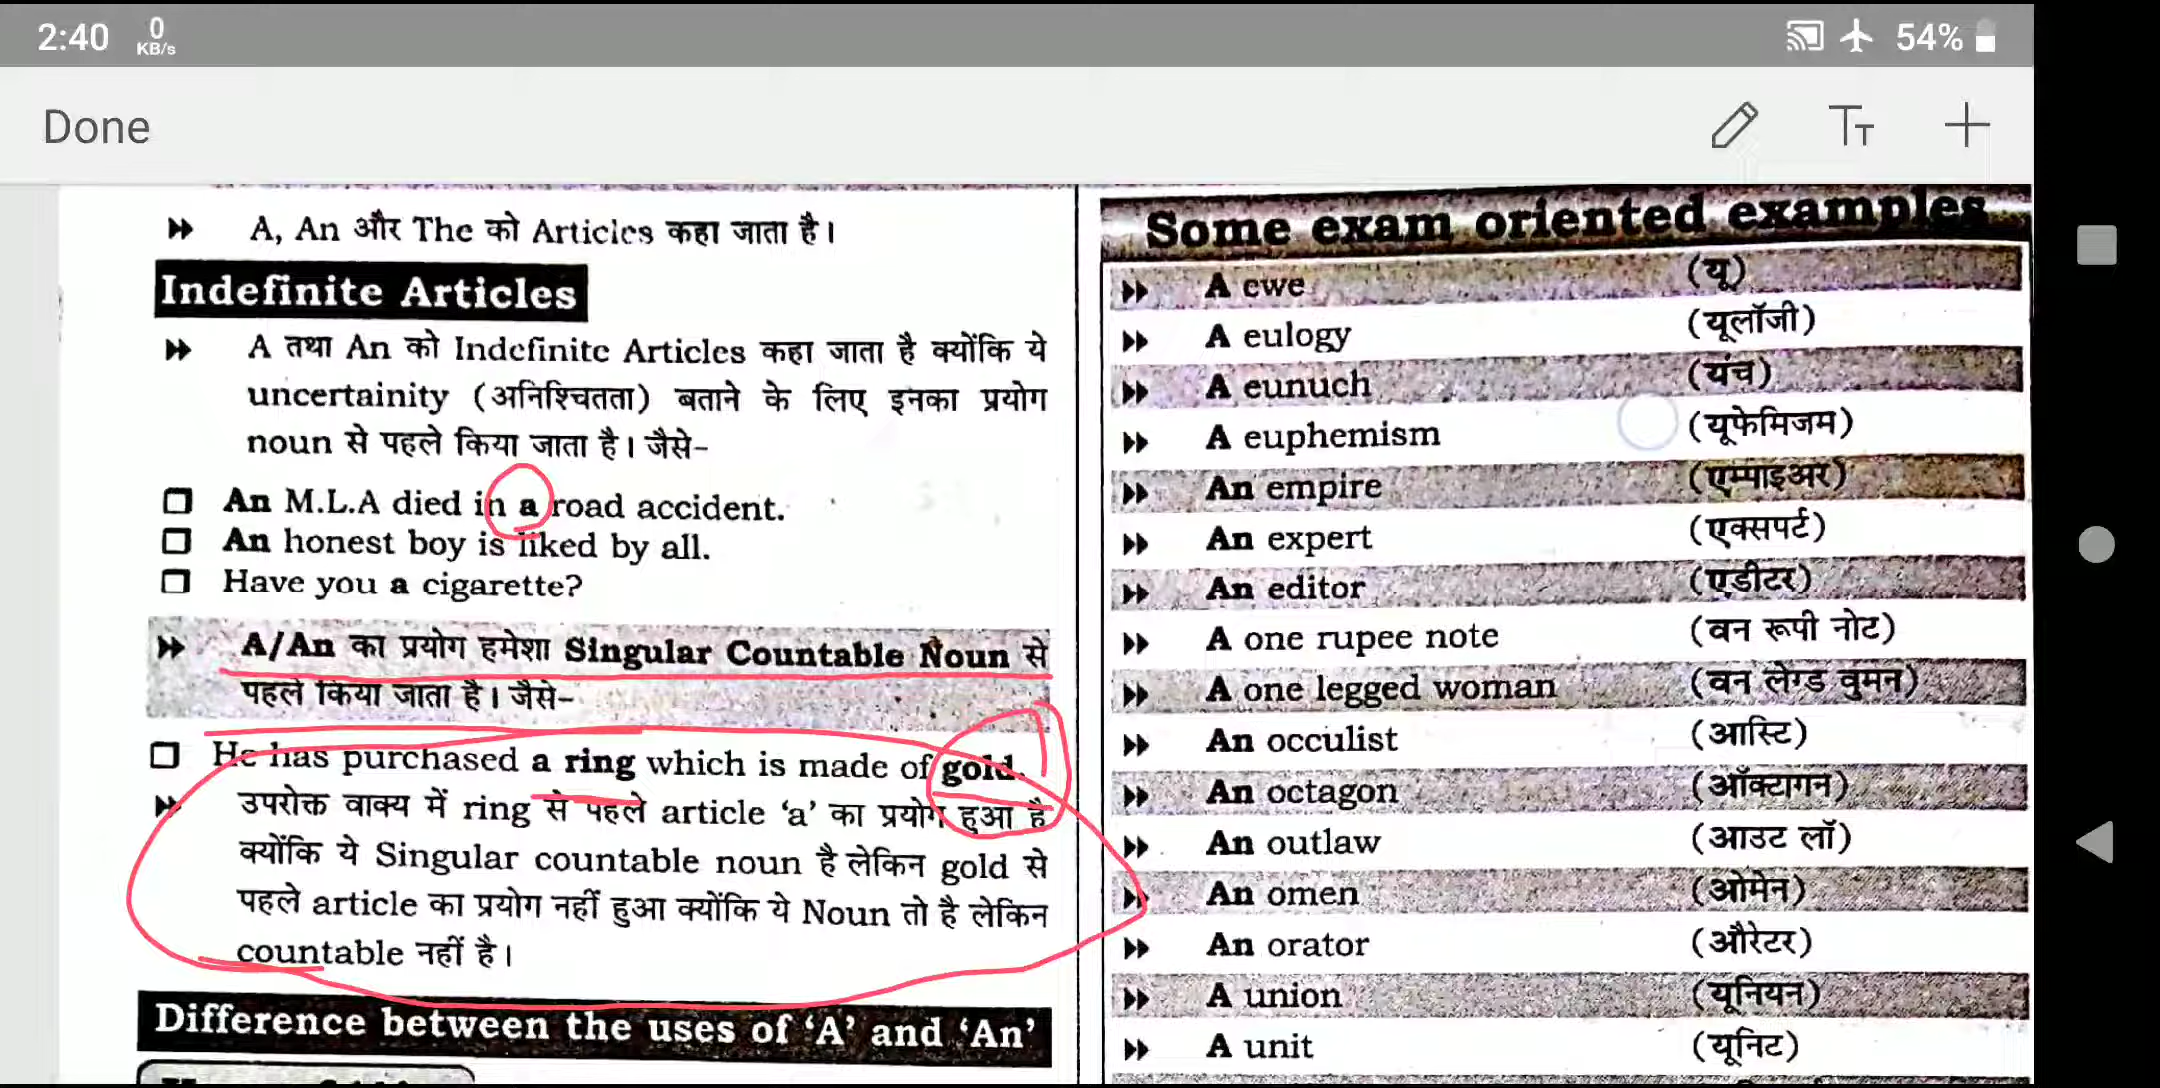 2:40 0 KB/s 54%
Done
A, An और The को Articles कहा जाता है।
Indefinite Articles
A तथा An को Indefinite Articles कहा जाता है क्योंकि ये
uncertainity (अनिश्चितता) बताने के लिए इनका प्रयोग
noun से पहले किया जाता है। जैसे-
An M.L.A died in a road accident.
An honest boy is liked by all.
Have you a cigarette?
A/An का प्रयोग हमेशा Singular Countable Noun से
पहले किया जाता है। जैसे-
He has purchased a ring which is made of gold.
उपरोक्त वाक्य में ring से पहले article ‘a’ का प्रयोग हुआ है
क्योंकि ये Singular countable noun है लेकिन gold से
पहले article का प्रयोग नहीं हुआ क्योंकि ये Noun तो है लेकिन
countable नहीं है।
Difference between the uses of ‘A’ and ‘An’
Some exam oriented examples
A ewe (यू)
A eulogy (यूलॉजी)
A eunuch (यंच)
A euphemism (यूफेमिजम)
An empire (एम्पाइअर)
An expert (एक्सपर्ट)
An editor (एडीटर)
A one rupee note (वन रूपी नोट)
A one legged woman (वन लेग्ड वुमन)
An occulist (आस्टि)
An octagon (ऑक्टागन)
An outlaw (आउट लॉ)
An omen (ओमेन)
An orator (औरेटर)
A union (यूनियन)
A unit (यूनिट)